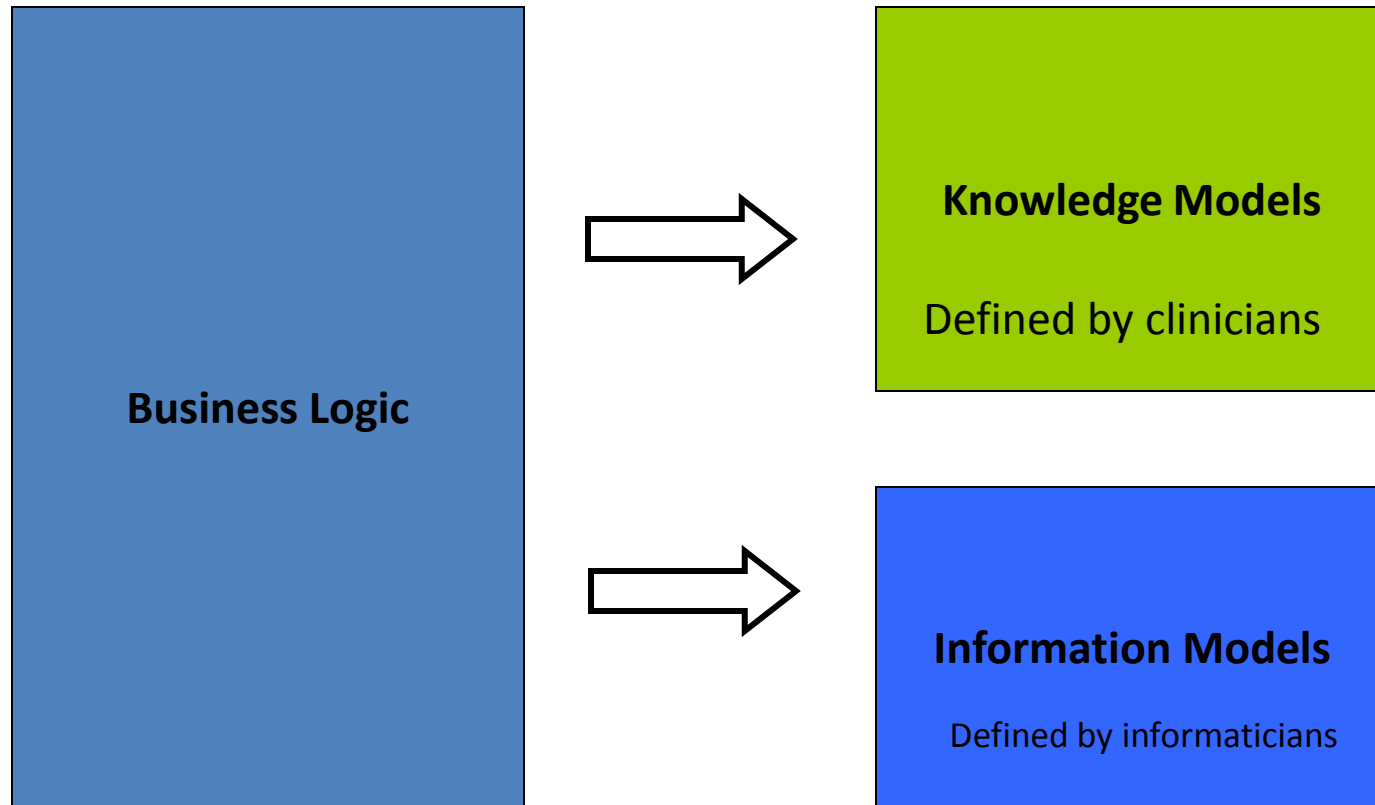 Business Logic
Knowledge Models
Defined by clinicians
Information Models
Defined by informaticians